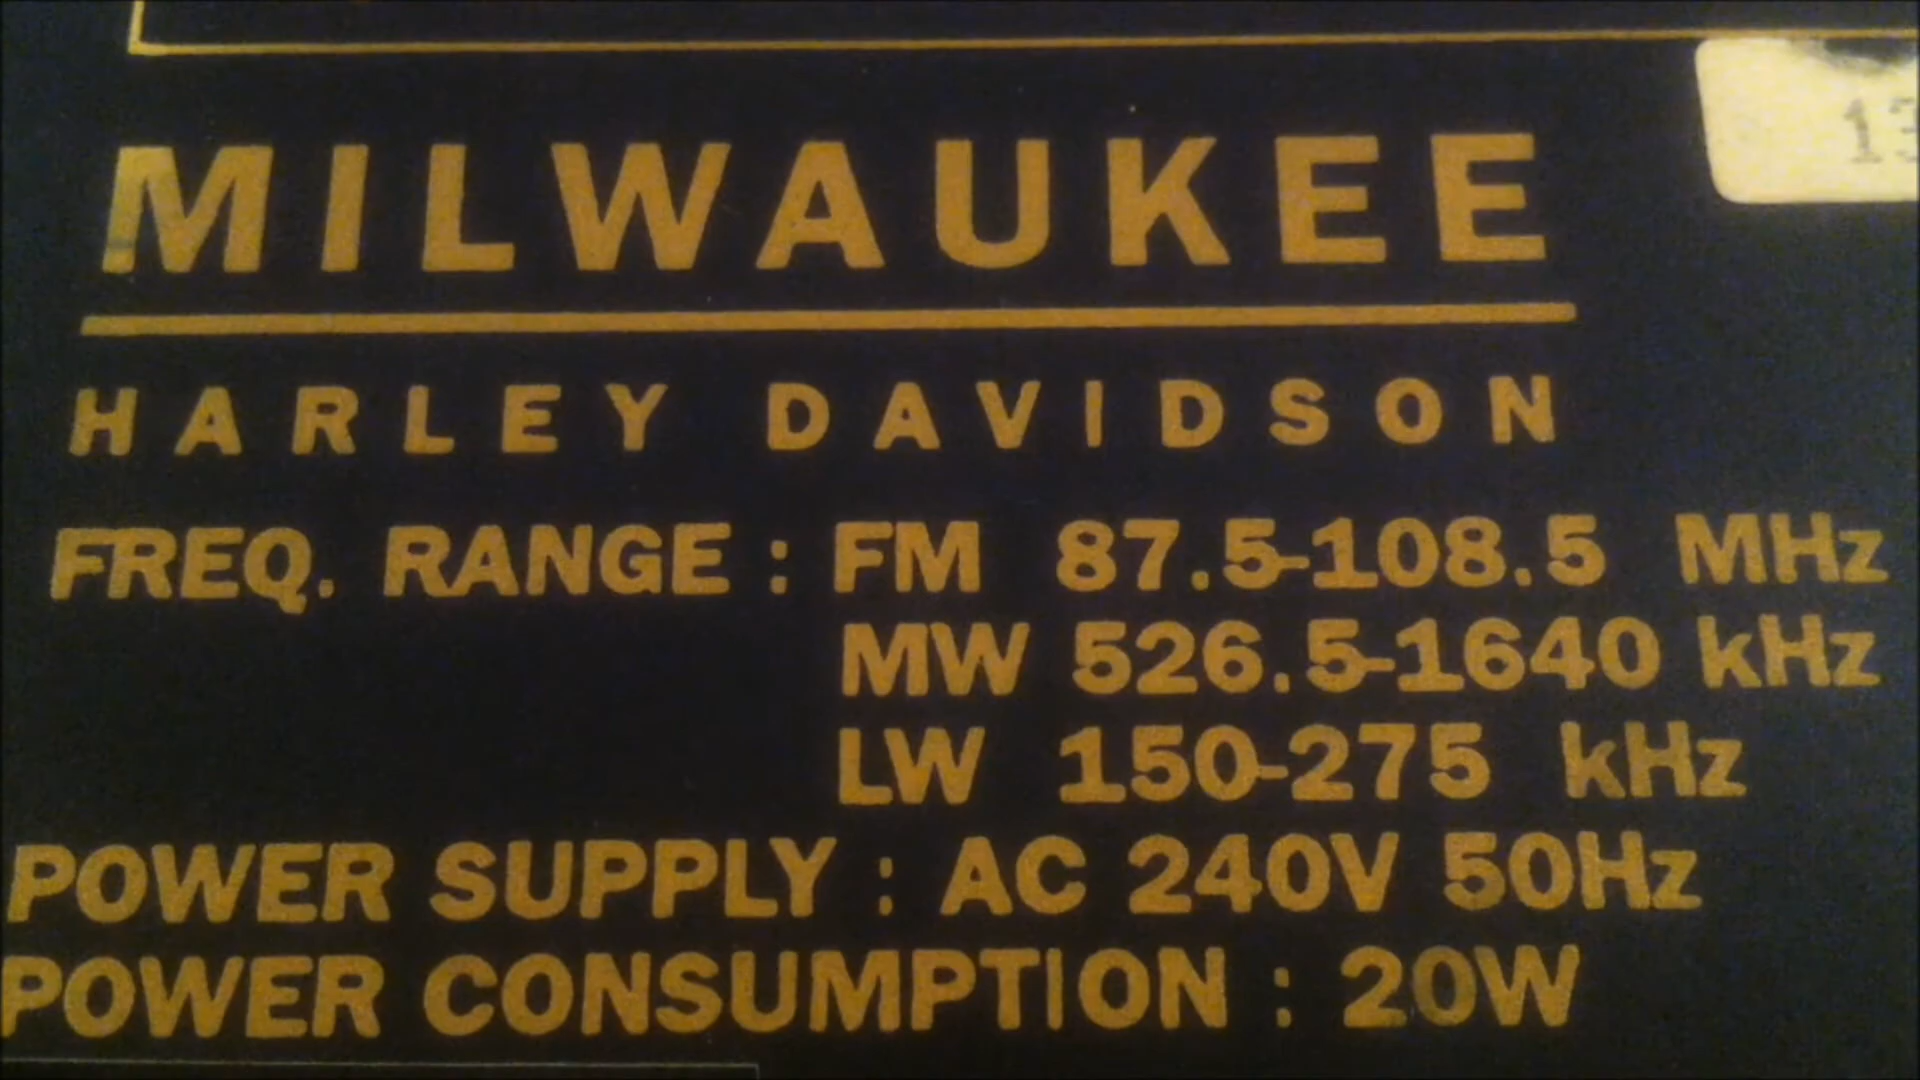 MILWAUKEE
HARLEY DAVIDSON
FREQ. RANGE : FM 87.5-108.5 MHz
MW 526.5-1640 kHz
LW 150-275 kHz
POWER SUPPLY : AC 240V 50Hz
POWER CONSUMPTION : 20W